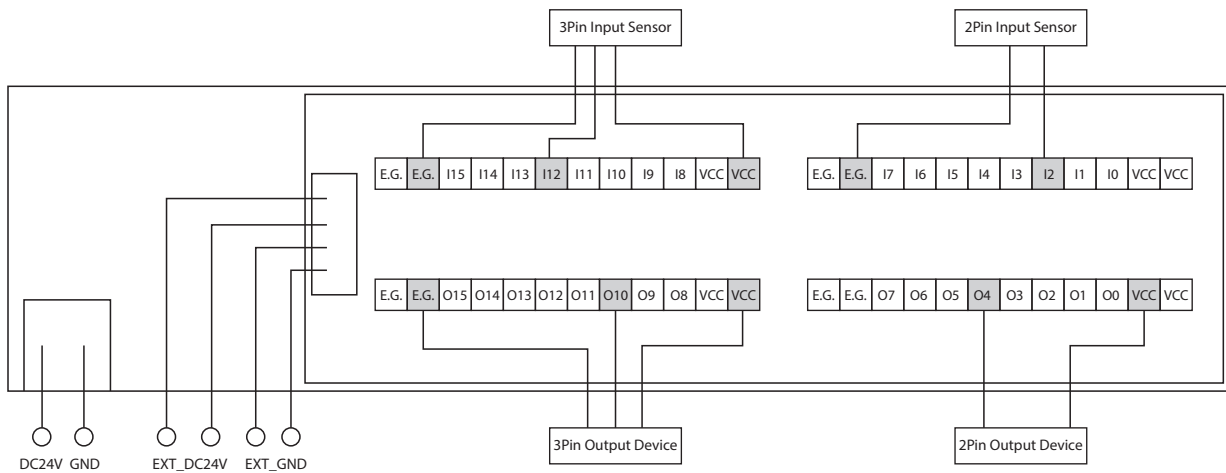 3Pin Input Sensor
2Pin Input Sensor
E.G. E.G. I15 I14 I13 I12 I11 I10 I9 I8 VCC VCC
E.G. E.G. I7 I6 I5 I4 I3 I2 I1 I0 VCC VCC
E.G. E.G. O15 O14 O13 O12 O11 O10 O9 O8 VCC VCC
E.G. E.G. O7 O6 O5 O4 O3 O2 O1 O0 VCC VCC
3Pin Output Device
2Pin Output Device
DC24V GND EXT_DC24V EXT_GND